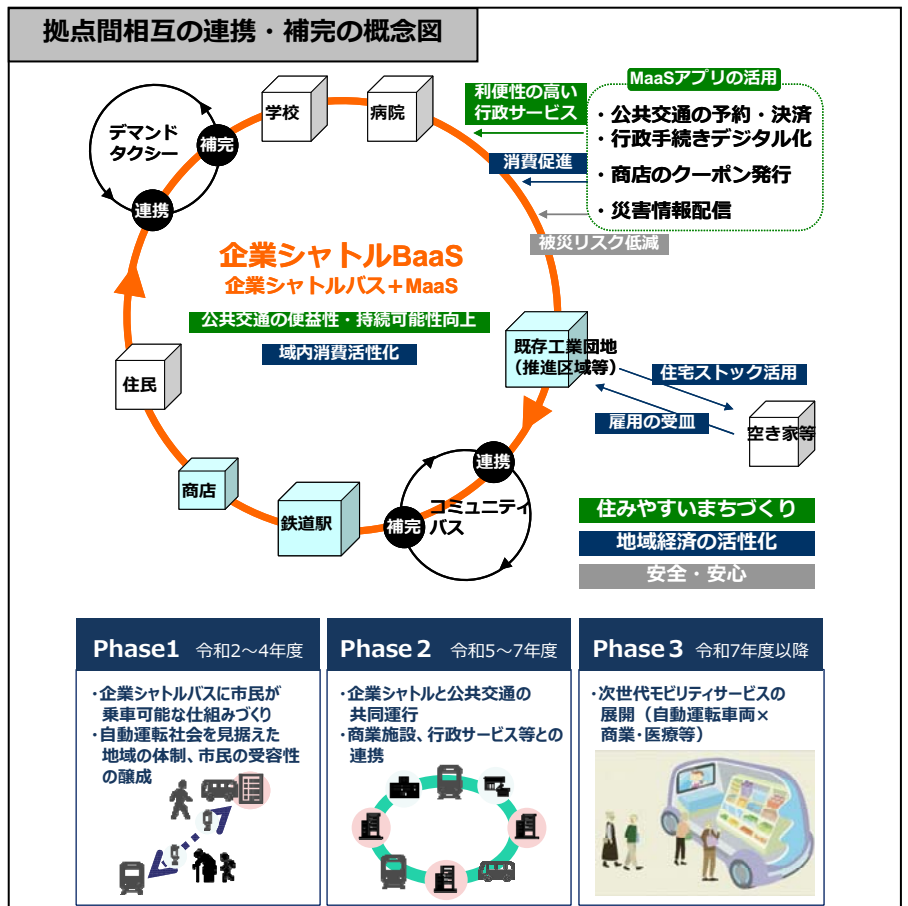 拠点間相互の連携・補完の概念図
学校
病院
利便性の高い
行政サービス
MaaSアプリの活用
・公共交通の予約・決済
・行政手続きデジタル化
・商店のクーポン発行
・災害情報配信
消費促進
被災リスク低減
デマンド
タクシー
補完
連携
企業シャトルBaaS
企業シャトルバス＋MaaS
公共交通の便益性・持続可能性向上
域内消費活性化
既存工業団地
（推進区域等）
住宅ストック活用
雇用の受皿
空き家等
住民
商店
鉄道駅
連携
補完
コミュニティ
バス
住みやすいまちづくり
地域経済の活性化
安全・安心
Phase1 令和2～4年度
・企業シャトルバスに市民が
乗車可能な仕組みづくり
・自動運転社会を見据えた
地域の体制、市民の受容性
の醸成
Phase２ 令和5～7年度
・企業シャトルと公共交通の
共同運行
・商業施設、行政サービス等との
連携
Phase３ 令和7年度以降
・次世代モビリティサービスの
展開（自動運転車両×
商業・医療等）